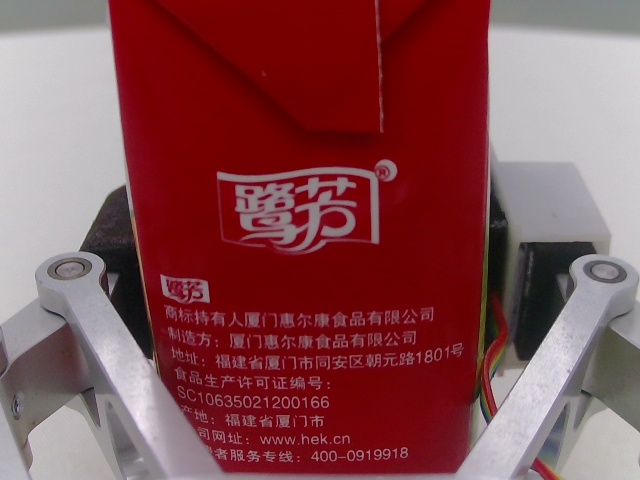 鹭芳®
鹭芳
商标持有人厦门惠尔康食品有限公司
制造方：厦门惠尔康食品有限公司
地址：福建省厦门市同安区朝元路1801号
食品生产许可证编号：
SC10635021200166
产地：福建省厦门市
司网址：www.hek.cn
者服务专线：400-0919918